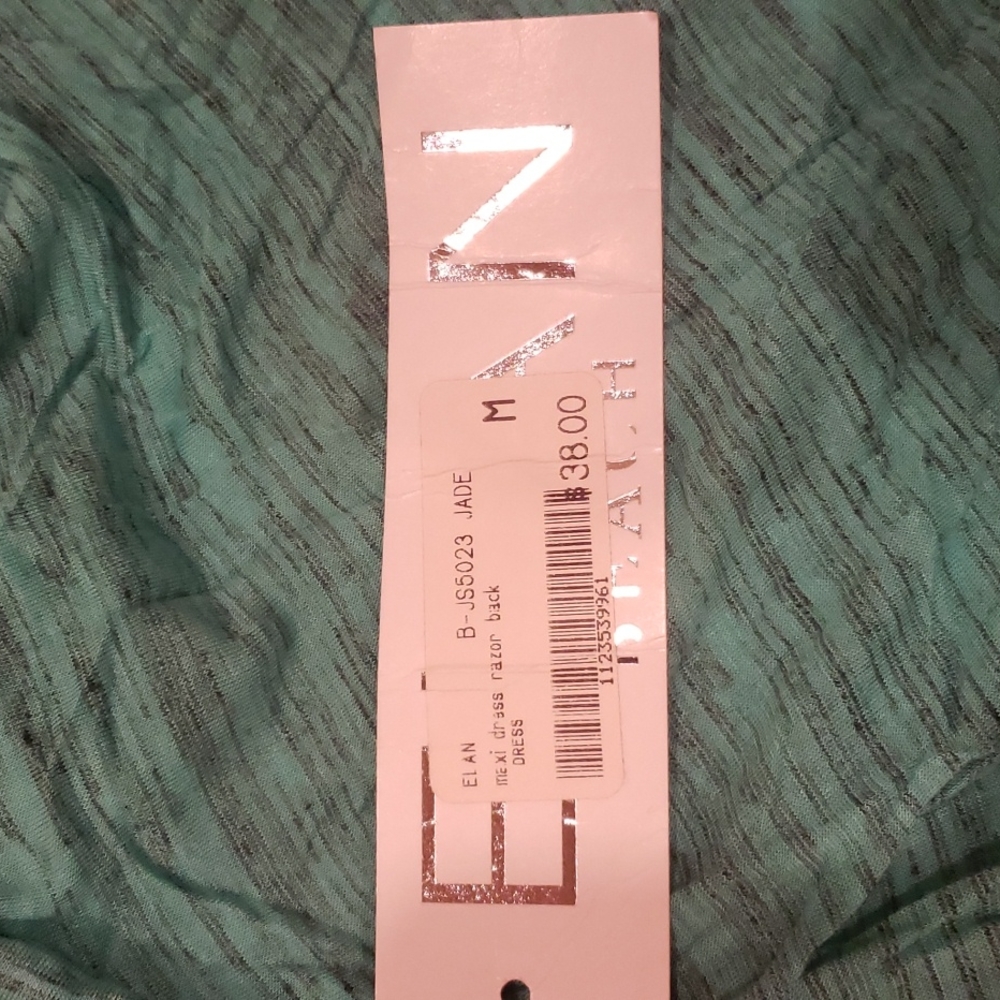 ELAN
BEACH
ELAN B-JS5023 JADE
maxi dress razor back M
DRESS
$38.00
1123539961